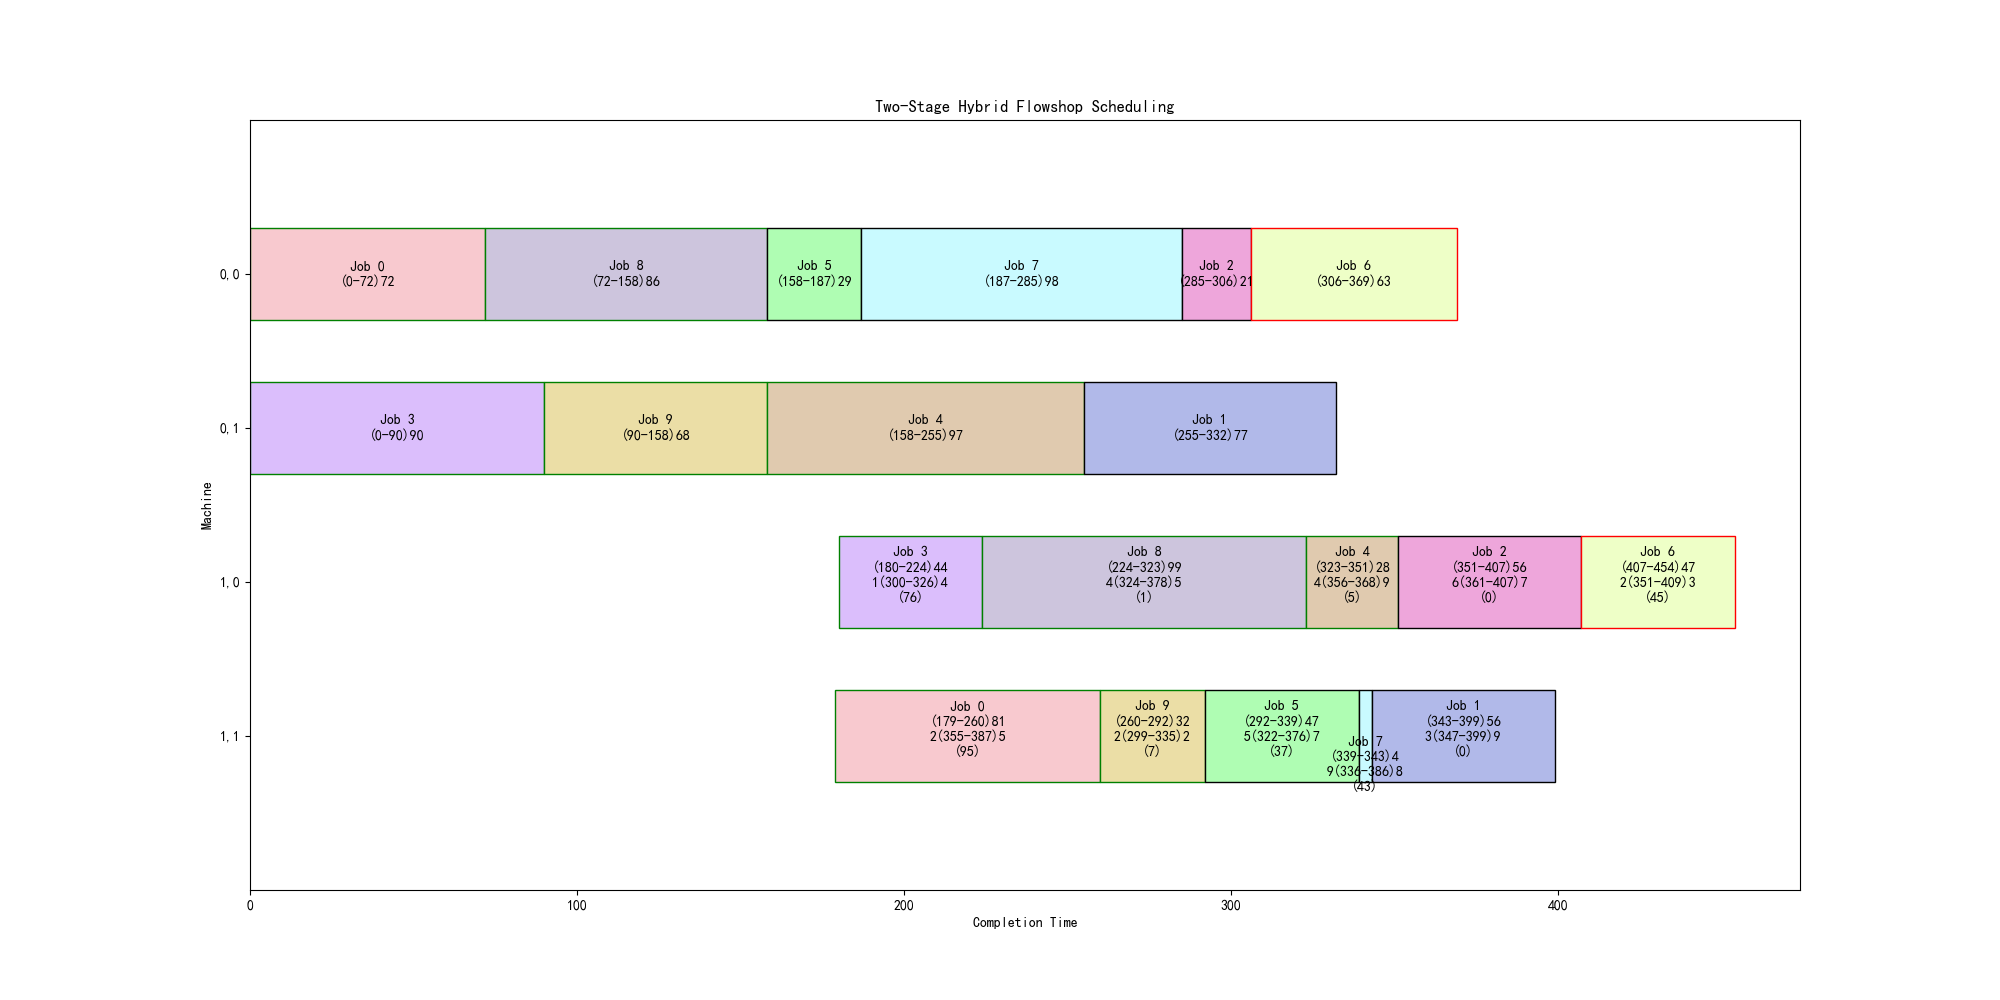 Two-Stage Hybrid Flowshop Scheduling
Machine
0,0
Job 0
(0-72)72
Job 8
(72-158)86
Job 5
(158-187)29
Job 7
(187-285)98
Job 2
(285-306)21
Job 6
(306-369)63
0,1
Job 3
(0-90)90
Job 9
(90-158)68
Job 4
(158-255)97
Job 1
(255-332)77
1,0
Job 3
(180-224)44
1(300-326)4
(76)
Job 8
(224-323)99
4(324-378)5
(1)
Job 4
(323-351)28
4(356-368)9
(5)
Job 2
(351-407)56
6(361-407)7
(0)
Job 6
(407-454)47
2(351-409)3
(45)
1,1
Job 0
(179-260)81
2(355-387)5
(95)
Job 9
(260-292)32
2(299-335)2
(7)
Job 5
(292-339)47
5(322-376)7
(37)
Job 7
(339-343)4
9(336-386)8
(43)
Job 1
(343-399)56
3(347-399)9
(0)
0
100
200
300
400
Completion Time